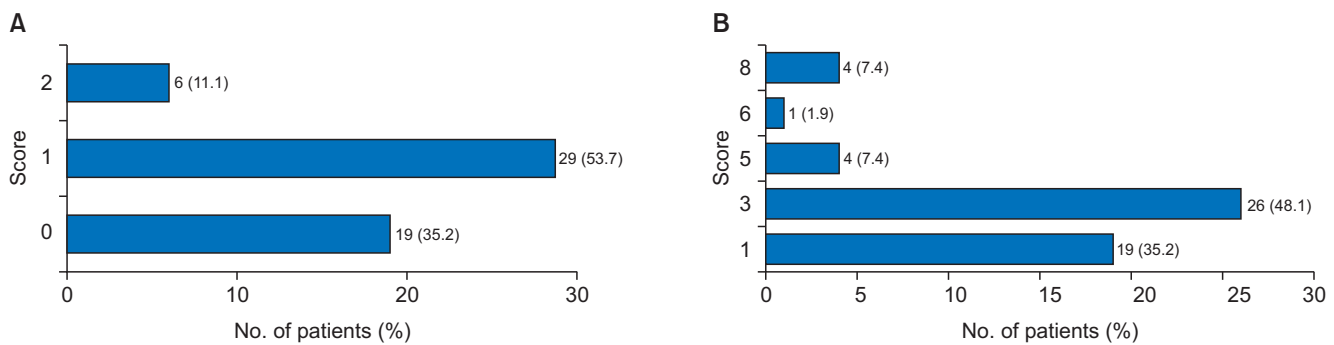 A
Score
2
6 (11.1)
1
29 (53.7)
0
19 (35.2)
0 10 20 30
No. of patients (%)
B
Score
8
4 (7.4)
6
1 (1.9)
5
4 (7.4)
3
26 (48.1)
1
19 (35.2)
0 5 10 15 20 25 30
No. of patients (%)